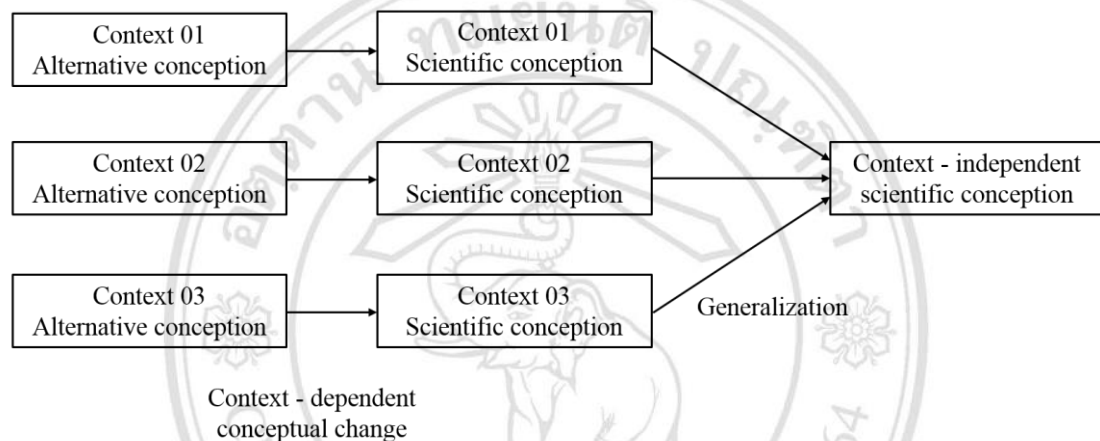 Context 01
Alternative conception
Context 01
Scientific conception
Context 02
Alternative conception
Context 02
Scientific conception
Context - independent
scientific conception
Context 03
Alternative conception
Context 03
Scientific conception
Generalization
Context - dependent
conceptual change
64